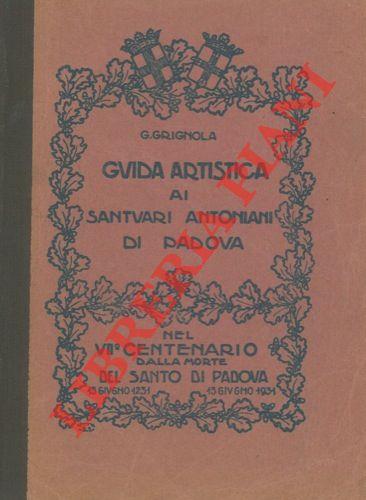 G. GRIGNOLA
GVIDA ARTISTICA
AI
SANTVARI ANTONIANI
DI PADOVA
NEL
VIIº CENTENARIO
DALLA MORTE
DEL SANTO DI PADOVA
13 GIVGNO 1231 13 GIVGNO 1931
LIBRERIA PIANI